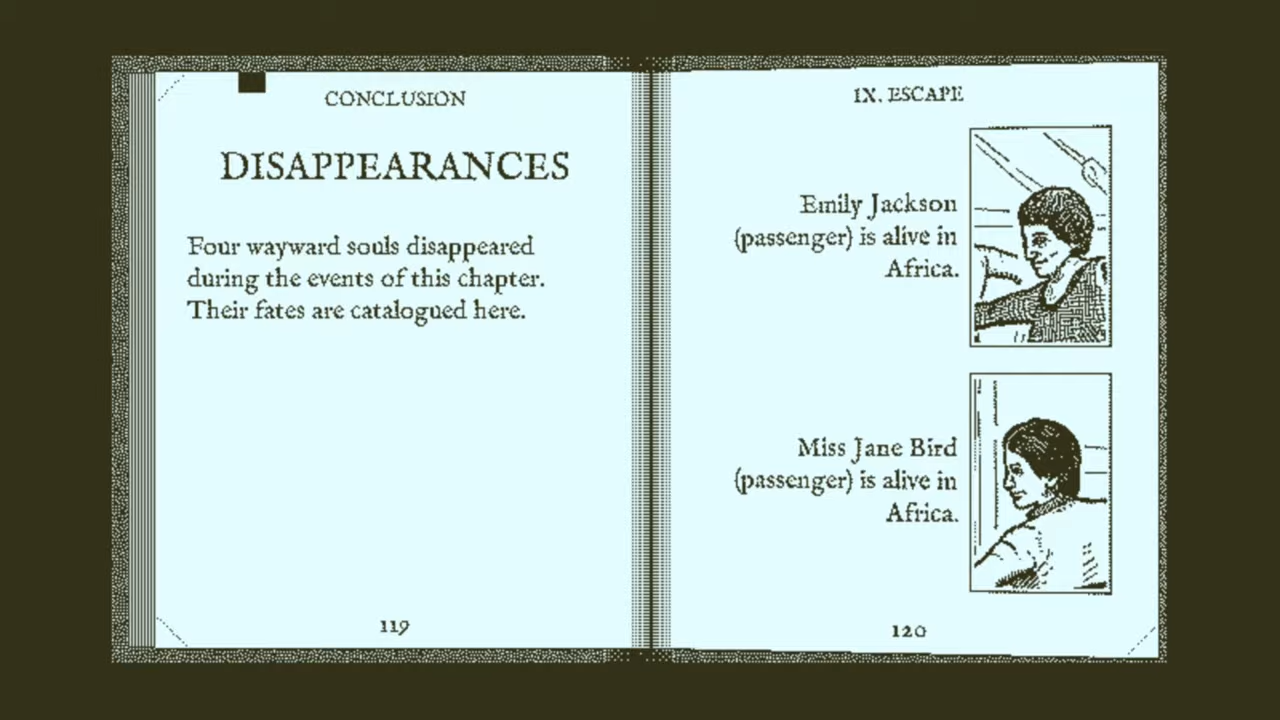 CONCLUSION
DISAPPEARANCES
Four wayward souls disappeared
during the events of this chapter.
Their fates are catalogued here.
119
IX. ESCAPE
Emily Jackson
(passenger) is alive in
Africa.
Miss Jane Bird
(passenger) is alive in
Africa.
120